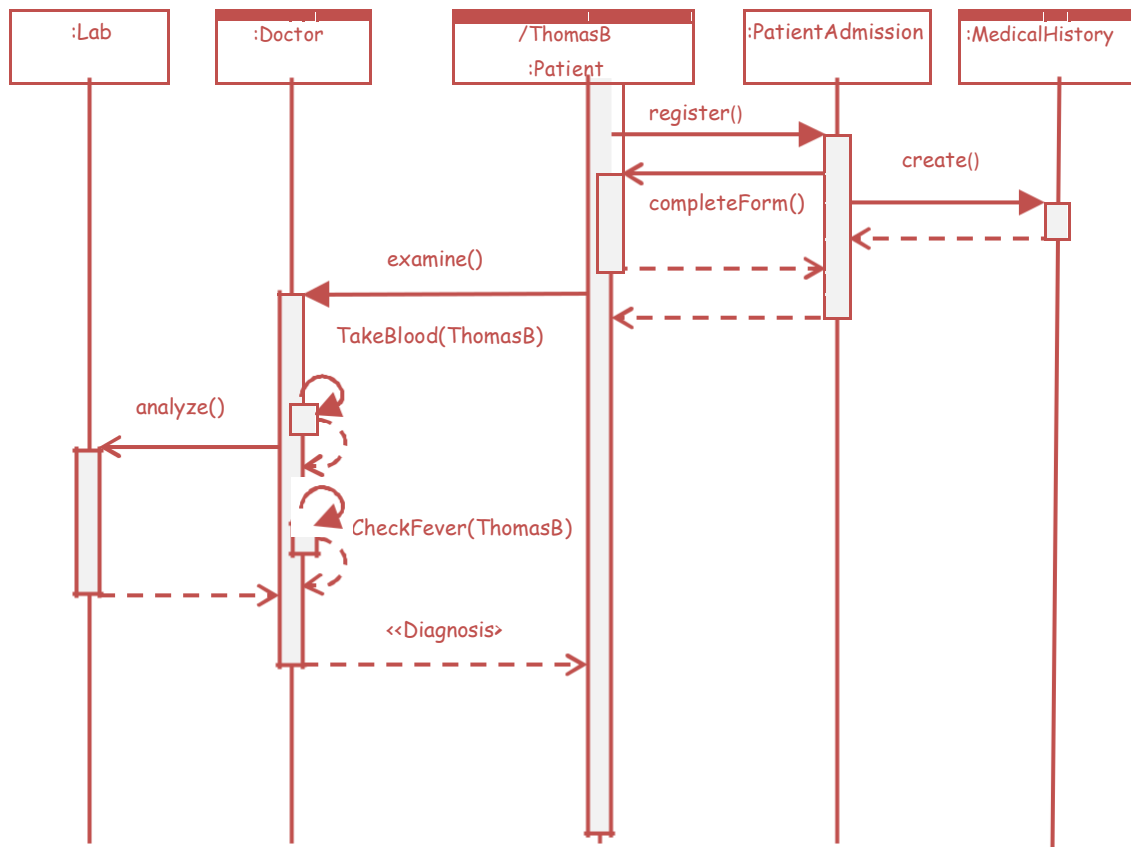 :Lab
:Doctor
/ThomasB
:Patient
:PatientAdmission
:MedicalHistory
register()
create()
completeForm()
examine()
TakeBlood(ThomasB)
analyze()
CheckFever(ThomasB)
<<Diagnosis>